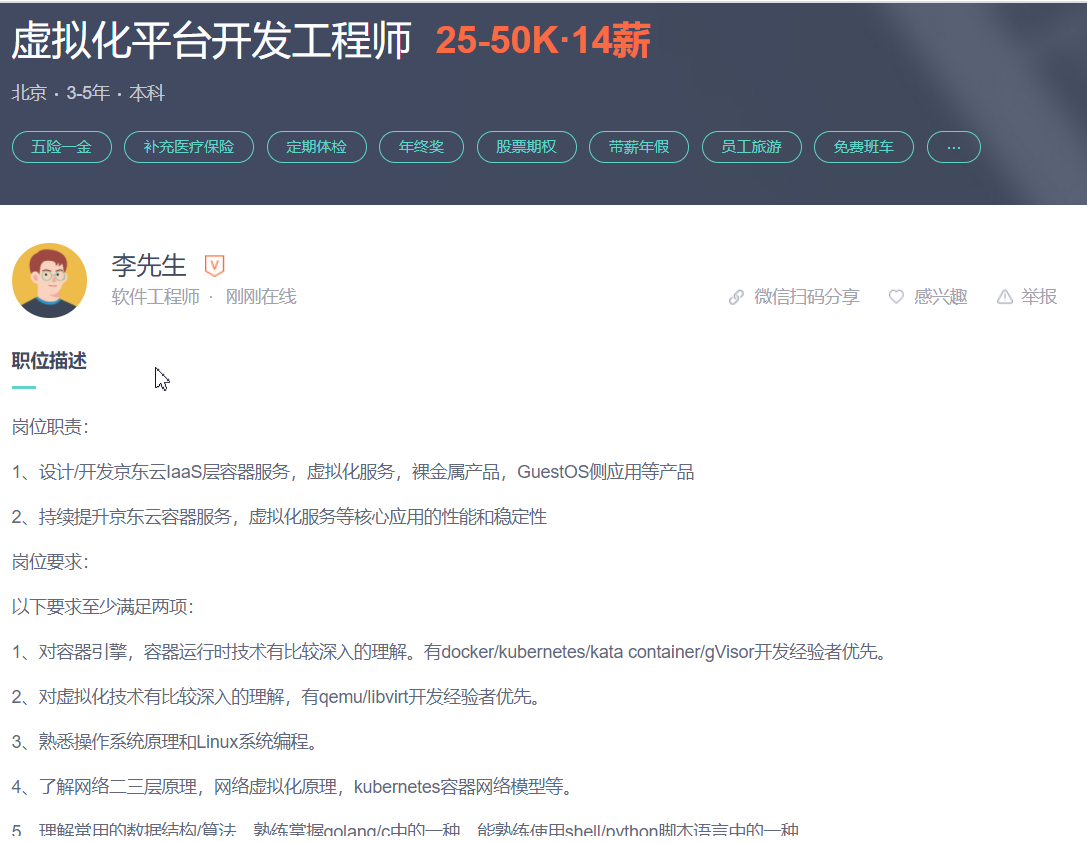 虚拟化平台开发工程师 25-50K·14薪
北京 · 3-5年 · 本科
五险一金 补充医疗保险 定期体检 年终奖 股票期权 带薪年假 员工旅游 免费班车 ...
李先生 V
软件工程师 · 刚刚在线 微信扫码分享 感兴趣 举报
职位描述
岗位职责：
1、设计/开发京东云IaaS层容器服务，虚拟化服务，裸金属产品，GuestOS侧应用等产品
2、持续提升京东云容器服务，虚拟化服务等核心应用的性能和稳定性
岗位要求：
以下要求至少满足两项：
1、对容器引擎，容器运行时技术有比较深入的理解。有docker/kubernetes/kata container/gVisor开发经验者优先。
2、对虚拟化技术有比较深入的理解，有qemu/libvirt开发经验者优先。
3、熟悉操作系统原理和Linux系统编程。
4、了解网络二三层原理，网络虚拟化原理，kubernetes容器网络模型等。
5、理解常用的数据结构/算法，熟练掌握golang/c中的一种，能熟练使用shell/python脚本语言中的一种